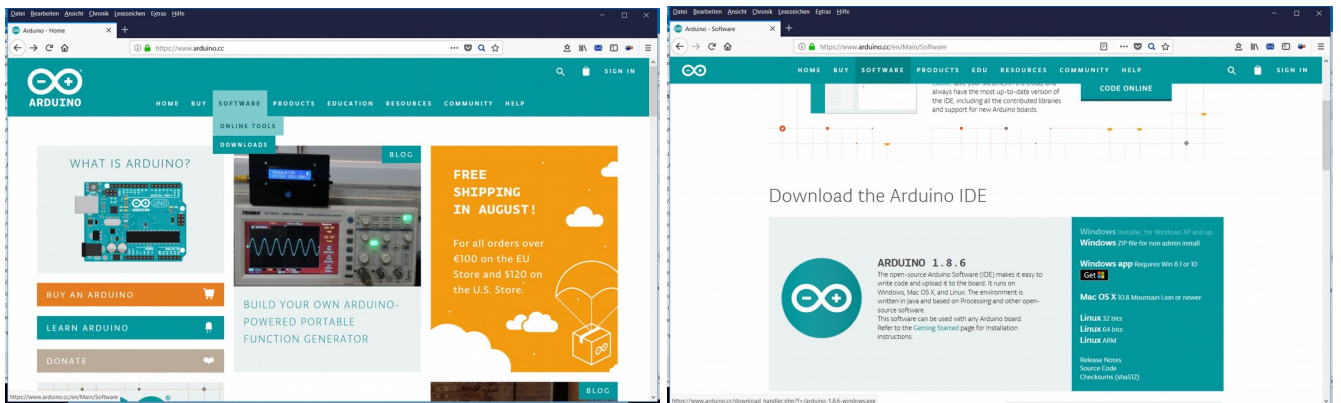 Datei Bearbeiten Ansicht Chronik Lesezeichen Extras Hilfe
Arduino - Home
https://www.arduino.cc
SIGN IN
ARDUINO
HOME BUY SOFTWARE PRODUCTS EDUCATION RESOURCES COMMUNITY HELP
ONLINE TOOLS
DOWNLOADS
WHAT IS ARDUINO?
UNO
ARDUINO
BUY AN ARDUINO
LEARN ARDUINO
DONATE
BLOG
TENMA
BUILD YOUR OWN ARDUINO-
POWERED PORTABLE
FUNCTION GENERATOR
FREE
SHIPPING
IN AUGUST!
For all orders over
€100 on the EU
Store and $120 on
the U.S. Store.
BLOG
https://www.arduino.cc/en/Main/Software
Datei Bearbeiten Ansicht Chronik Lesezeichen Extras Hilfe
Arduino - Software
https://www.arduino.cc/en/Main/Software
HOME BUY SOFTWARE PRODUCTS EDU RESOURCES COMMUNITY HELP
SIGN IN
always have the most up-to-date version of
the IDE, including all the contributed libraries
and support for new Arduino boards.
CODE ONLINE
Download the Arduino IDE
ARDUINO 1.8.6
The open-source Arduino Software (IDE) makes it easy to
write code and upload it to the board. It runs on
Windows, Mac OS X, and Linux. The environment is
written in Java and based on Processing and other open-
source software.
This software can be used with any Arduino board.
Refer to the Getting Started page for Installation
instructions.
Windows Installer, for Windows XP and up
Windows ZIP file for non admin install
Windows app Requires Win 8.1 or 10
Get
Mac OS X 10.8 Mountain Lion or newer
Linux 32 bits
Linux 64 bits
Linux ARM
Release Notes
Source Code
Checksums (sha512)
https://www.arduino.cc/download_handler.php?f=/arduino-1.8.6-windows.exe